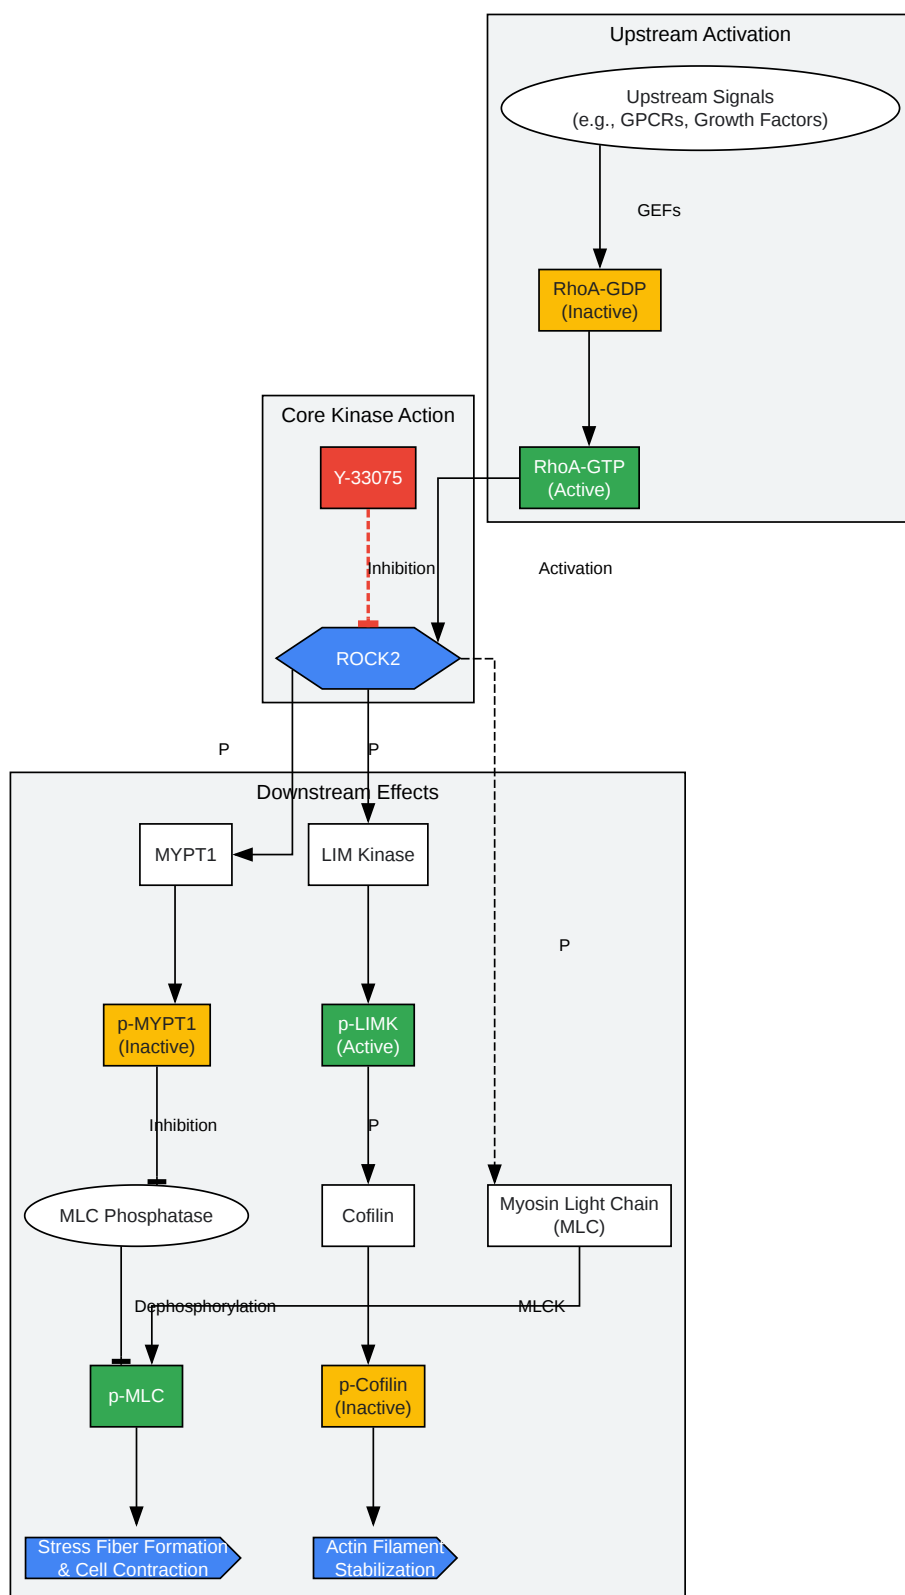 Upstream Activation
Upstream Signals
(e.g., GPCRs, Growth Factors)
GEFs
RhoA-GDP
(Inactive)
Core Kinase Action
Y-33075
RhoA-GTP
(Active)
Inhibition
Activation
ROCK2
P
P
Downstream Effects
MYPT1
LIM Kinase
P
p-MYPT1
(Inactive)
p-LIMK
(Active)
Inhibition
P
MLC Phosphatase
Cofilin
Myosin Light Chain
(MLC)
Dephosphorylation
MLCK
p-MLC
p-Cofilin
(Inactive)
Stress Fiber Formation
& Cell Contraction
Actin Filament
Stabilization